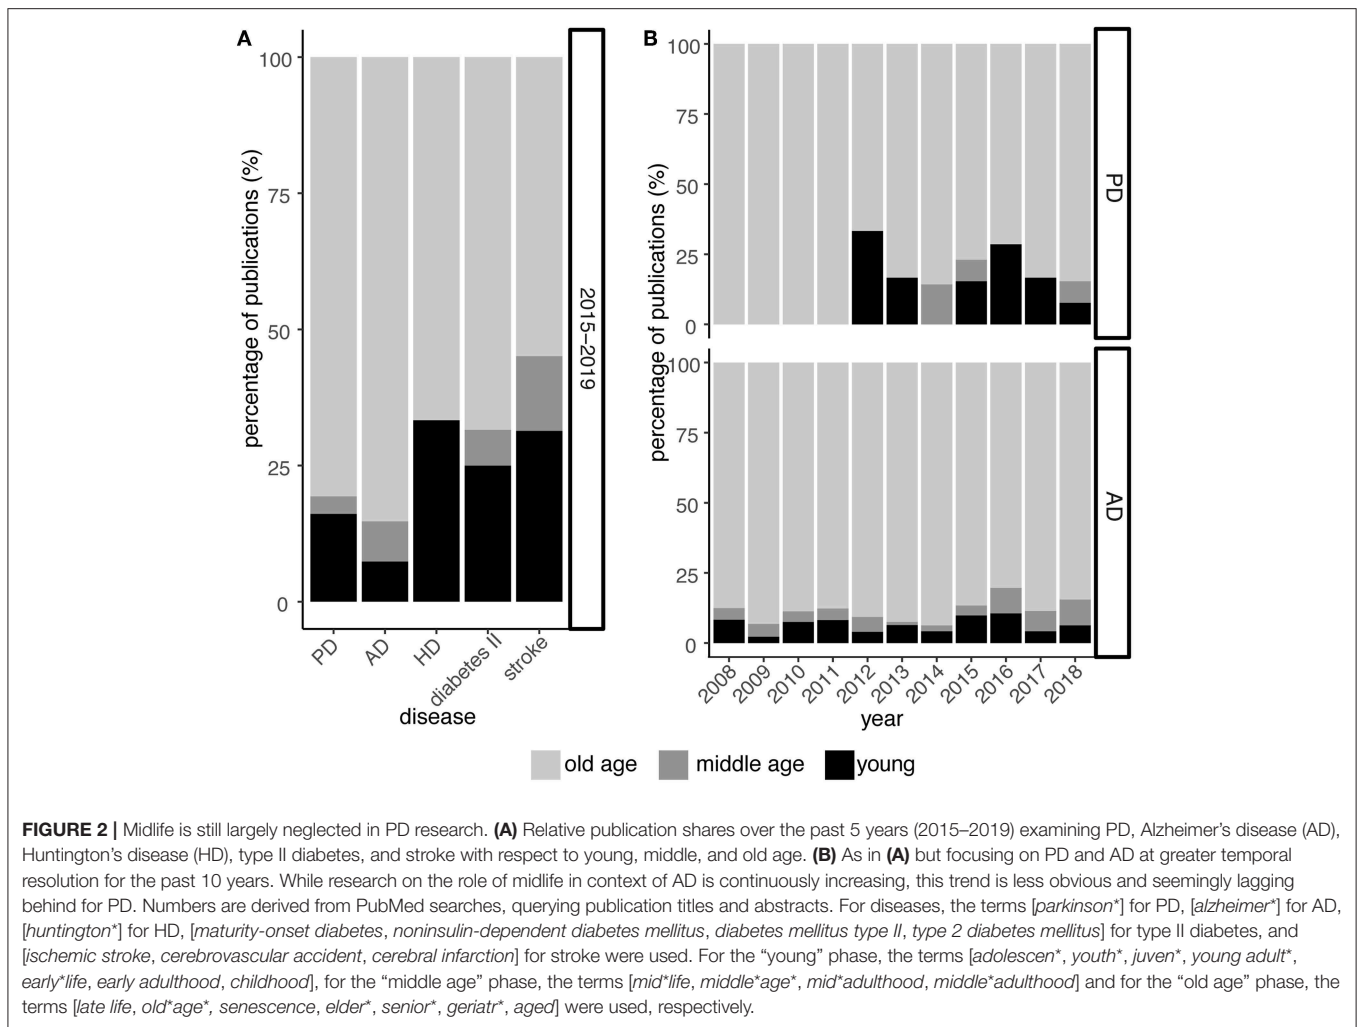 A
percentage of publications (%)
100
75
50
25
0
PD
AD
HD
diabetes II
stroke
disease
2015–2019
B
percentage of publications (%)
100
75
50
25
0
PD
100
75
50
25
0
AD
2008
2009
2010
2011
2012
2013
2014
2015
2016
2017
2018
year
old age
middle age
young
FIGURE 2 | Midlife is still largely neglected in PD research. (A) Relative publication shares over the past 5 years (2015–2019) examining PD, Alzheimer's disease (AD),
Huntington's disease (HD), type II diabetes, and stroke with respect to young, middle, and old age. (B) As in (A) but focusing on PD and AD at greater temporal
resolution for the past 10 years. While research on the role of midlife in context of AD is continuously increasing, this trend is less obvious and seemingly lagging
behind for PD. Numbers are derived from PubMed searches, querying publication titles and abstracts. For diseases, the terms [parkinson*] for PD, [alzheimer*] for AD,
[huntington*] for HD, [maturity-onset diabetes, noninsulin-dependent diabetes mellitus, diabetes mellitus type II, type 2 diabetes mellitus] for type II diabetes, and
[ischemic stroke, cerebrovascular accident, cerebral infarction] for stroke were used. For the “young” phase, the terms [adolescen*, youth*, juven*, young adult*,
early*life, early adulthood, childhood], for the “middle age” phase, the terms [mid*life, middle*age*, mid*adulthood, middle*adulthood] and for the “old age” phase, the
terms [late life, old*age*, senescence, elder*, senior*, geriatr*, aged] were used, respectively.